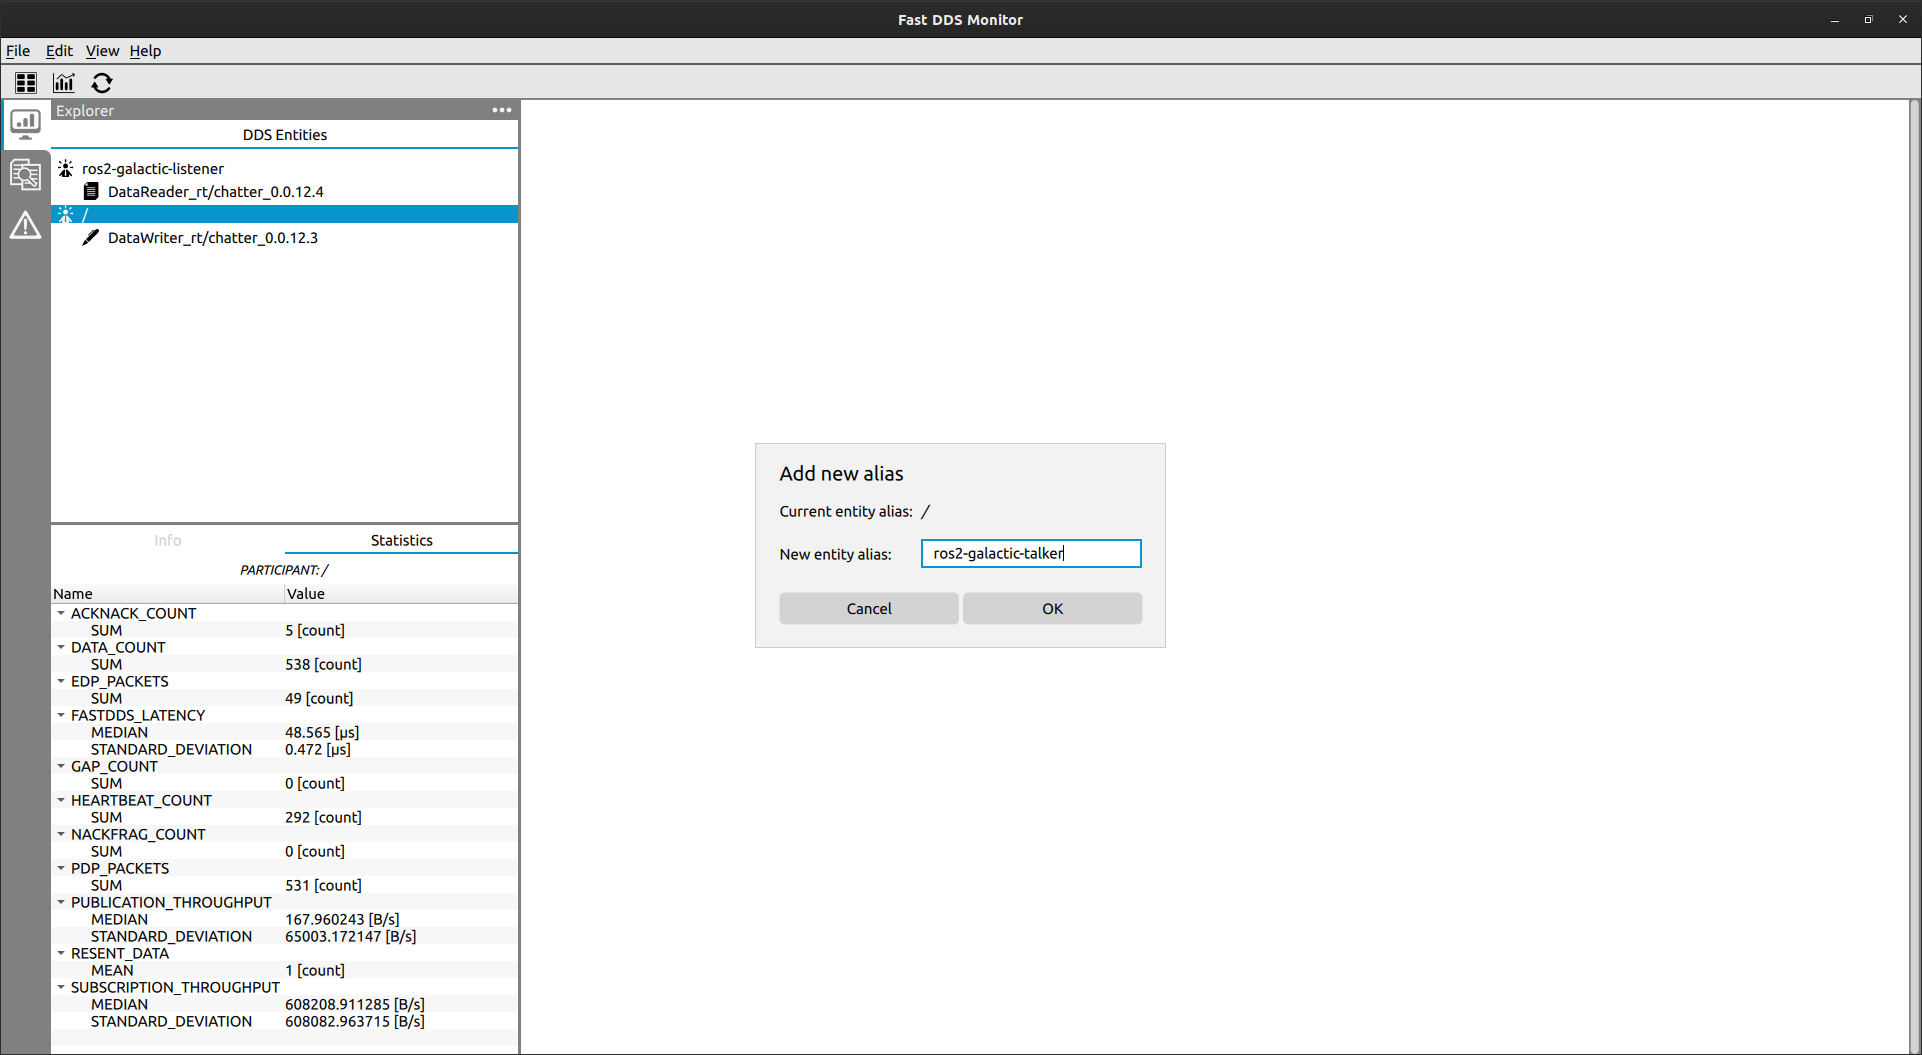 Fast DDS Monitor
File Edit View Help
Explorer
DDS Entities
ros2-galactic-listener
DataReader_rt/chatter_0.0.12.4
/
DataWriter_rt/chatter_0.0.12.3
Add new alias
Current entity alias: /
New entity alias: ros2-galactic-talker
Cancel OK
Info Statistics
PARTICIPANT: /
Name Value
ACKNACK_COUNT
SUM 5 [count]
DATA_COUNT
SUM 538 [count]
EDP_PACKETS
SUM 49 [count]
FASTDDS_LATENCY
MEDIAN 48.565 [µs]
STANDARD_DEVIATION 0.472 [µs]
GAP_COUNT
SUM 0 [count]
HEARTBEAT_COUNT
SUM 292 [count]
NACKFRAG_COUNT
SUM 0 [count]
PDP_PACKETS
SUM 531 [count]
PUBLICATION_THROUGHPUT
MEDIAN 167.960243 [B/s]
STANDARD_DEVIATION 65003.172147 [B/s]
RESENT_DATA
MEAN 1 [count]
SUBSCRIPTION_THROUGHPUT
MEDIAN 608208.911285 [B/s]
STANDARD_DEVIATION 608082.963715 [B/s]